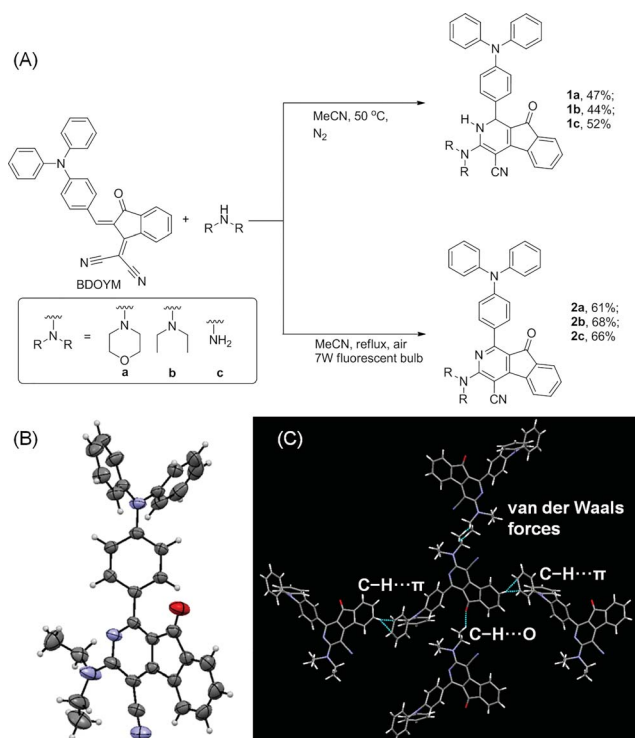 (A)
N
O
N
N
BDOYM
+
H
N
R
R
MeCN, 50 °C,
N2
N
H
N
N
R
R
CN
O
1a, 47%;
1b, 44%;
1c, 52%
MeCN, reflux, air
7W fluorescent bulb
N
N
N
R
R
CN
O
2a, 61%;
2b, 68%;
2c, 66%
R
N
R
=
N
O
a
N
b
NH2
c
(B)
(C)
van der Waals
forces
C–H···π
C–H···π
C–H···O